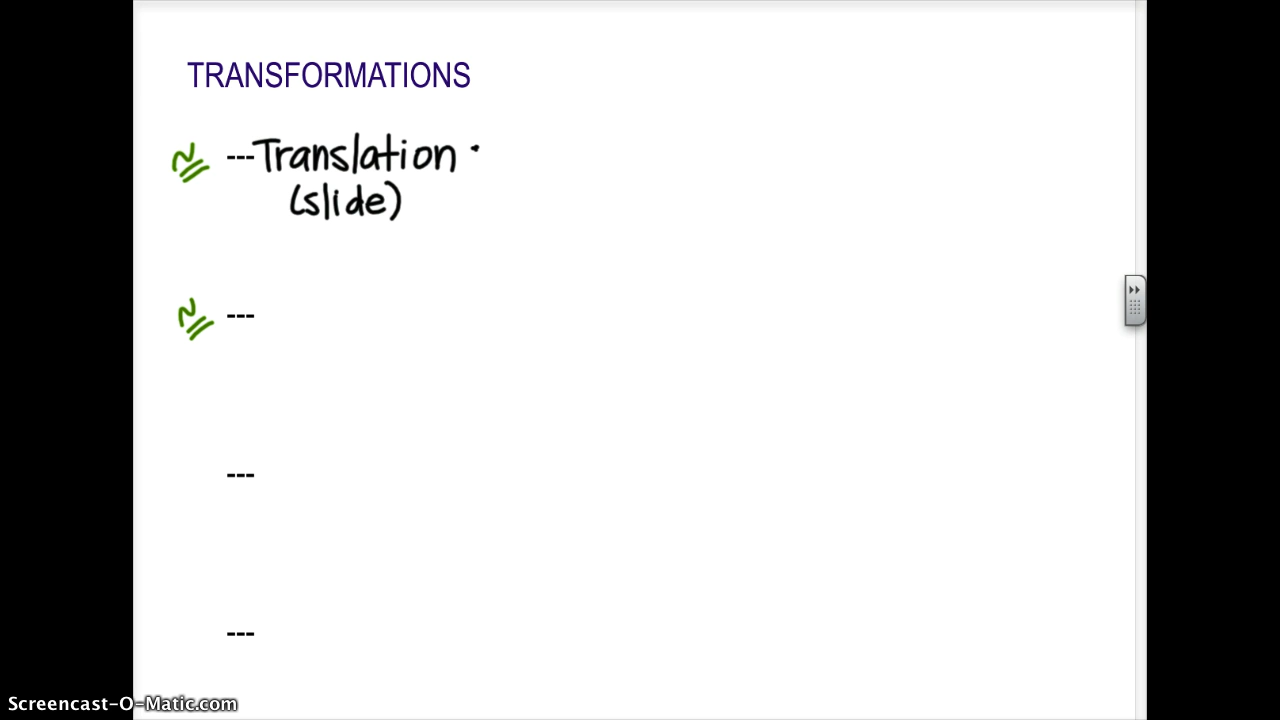 TRANSFORMATIONS
≅ ---Translation
(slide)
≅ ---
---
---
Screencast-O-Matic.com